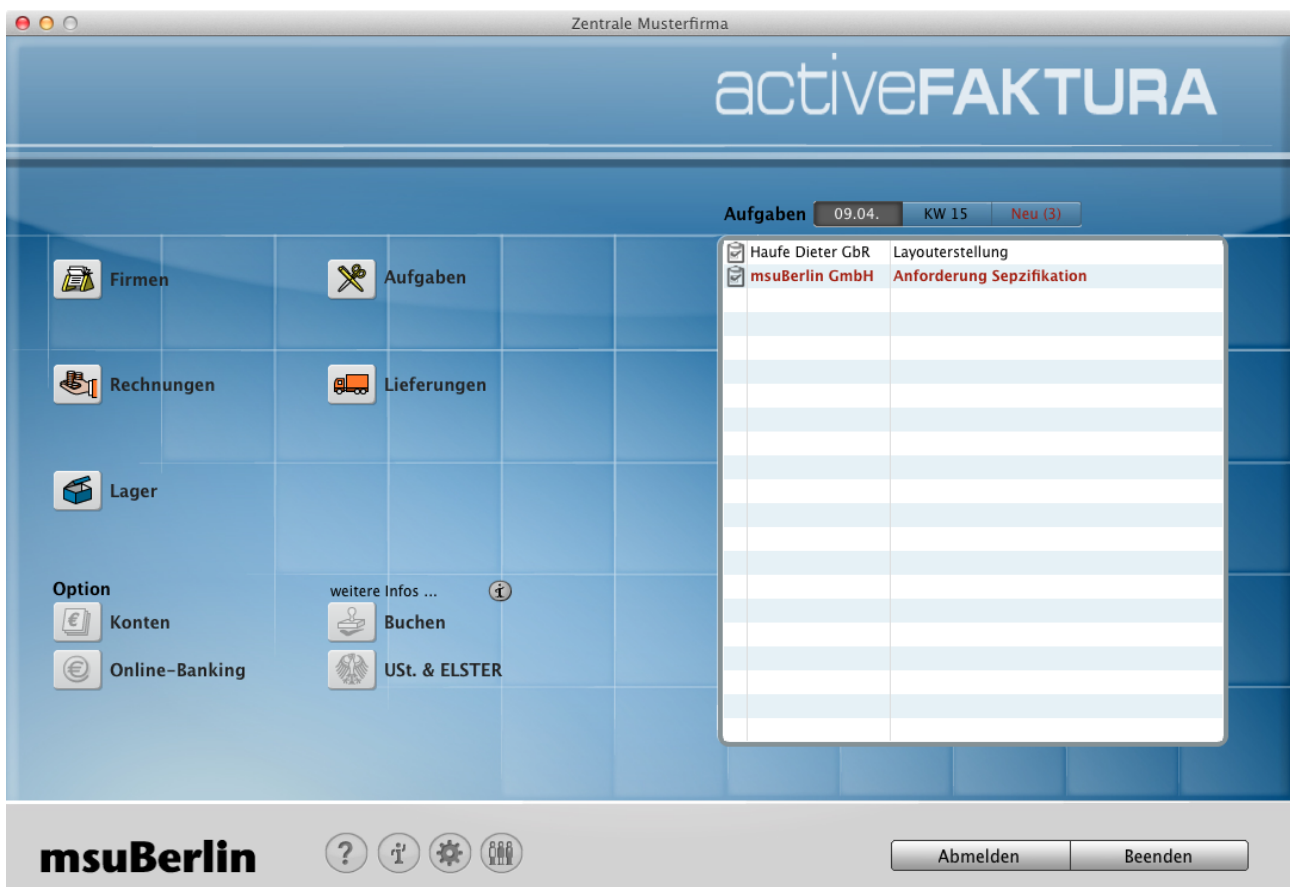 Zentrale Musterfirma
activeFAKTURA
Aufgaben 09.04. KW 15 Neu (3)
Haufe Dieter GbR Layouterstellung
msuBerlin GmbH Anforderung Sepzifikation
Firmen Aufgaben
Rechnungen Lieferungen
Lager
Option weitere Infos ... i
Konten Buchen
Online-Banking USt. & ELSTER
msuBerlin ? i Abmelden Beenden